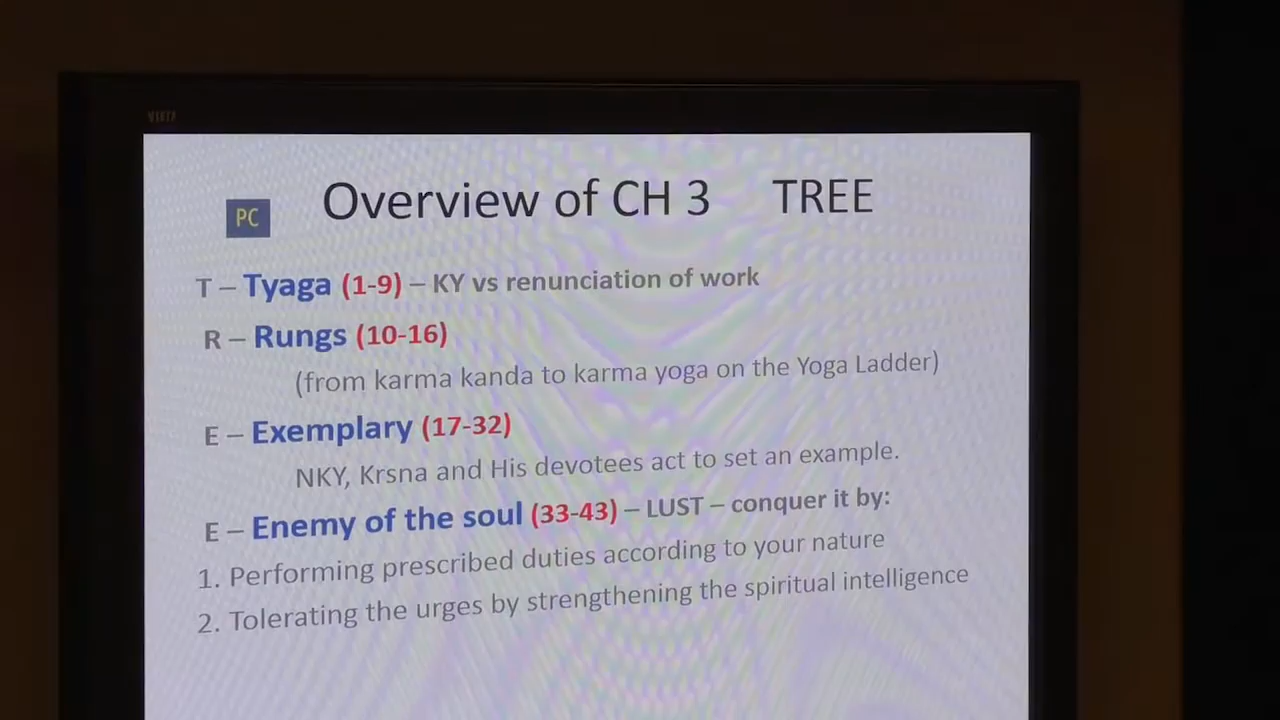 PC
Overview of CH 3 TREE
T – Tyaga (1-9) – KY vs renunciation of work
R – Rungs (10-16)
(from karma kanda to karma yoga on the Yoga Ladder)
E – Exemplary (17-32)
NKY, Krsna and His devotees act to set an example.
E – Enemy of the soul (33-43) – LUST – conquer it by:
1. Performing prescribed duties according to your nature
2. Tolerating the urges by strengthening the spiritual intelligence